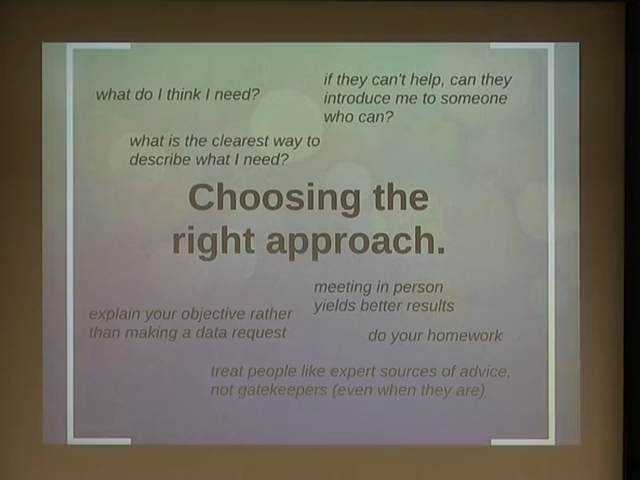 what do I think I need?
if they can't help, can they
introduce me to someone
who can?
what is the clearest way to
describe what I need?
Choosing the
right approach.
meeting in person
yields better results
explain your objective rather
than making a data request
do your homework
treat people like expert sources of advice,
not gatekeepers (even when they are)